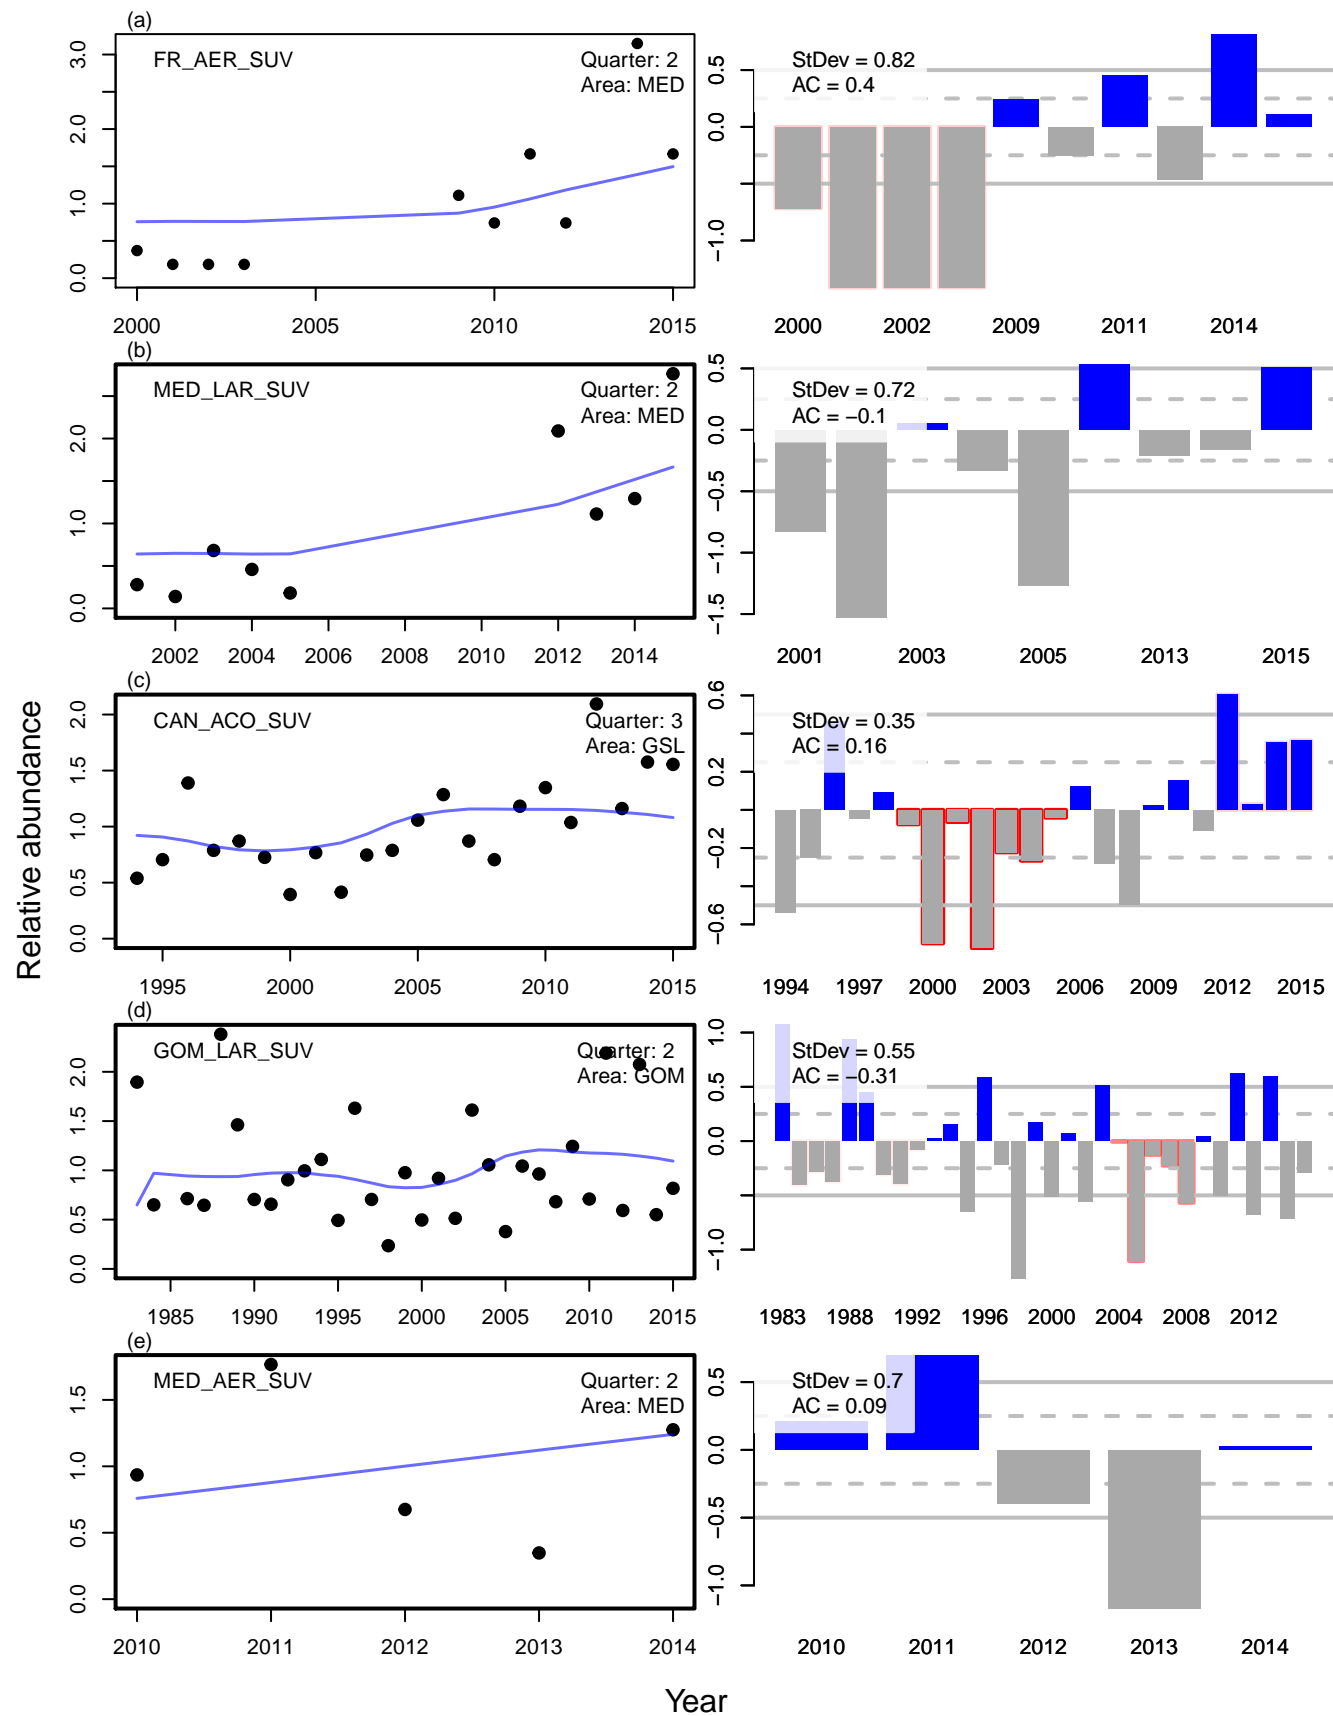 (a)
FR_AER_SUV
Quarter: 2
Area: MED
0.0 1.0 2.0 3.0
2000 2005 2010 2015
StDev = 0.82
AC = 0.4
−1.0 0.0 0.5
2000 2002 2009 2011 2014
(b)
MED_LAR_SUV
Quarter: 2
Area: MED
0.0 1.0 2.0
2002 2004 2006 2008 2010 2012 2014
StDev = 0.72
AC = −0.1
−1.5 −1.0 −0.5 0.0 0.5
2001 2003 2005 2013 2015
(c)
CAN_ACO_SUV
Quarter: 3
Area: GSL
0.0 0.5 1.0 1.5 2.0
1995 2000 2005 2010 2015
StDev = 0.35
AC = 0.16
−0.6 −0.2 0.2 0.6
1994 1997 2000 2003 2006 2009 2012 2015
(d)
GOM_LAR_SUV
Quarter: 2
Area: GOM
0.0 0.5 1.0 1.5 2.0
1985 1990 1995 2000 2005 2010 2015
StDev = 0.55
AC = −0.31
−1.0 0.0 0.5 1.0
1983 1988 1992 1996 2000 2004 2008 2012
(e)
MED_AER_SUV
Quarter: 2
Area: MED
0.0 0.5 1.0 1.5
2010 2011 2012 2013 2014
StDev = 0.7
AC = 0.09
−1.0 −0.5 0.0 0.5
2010 2011 2012 2013 2014
Relative abundance
Year